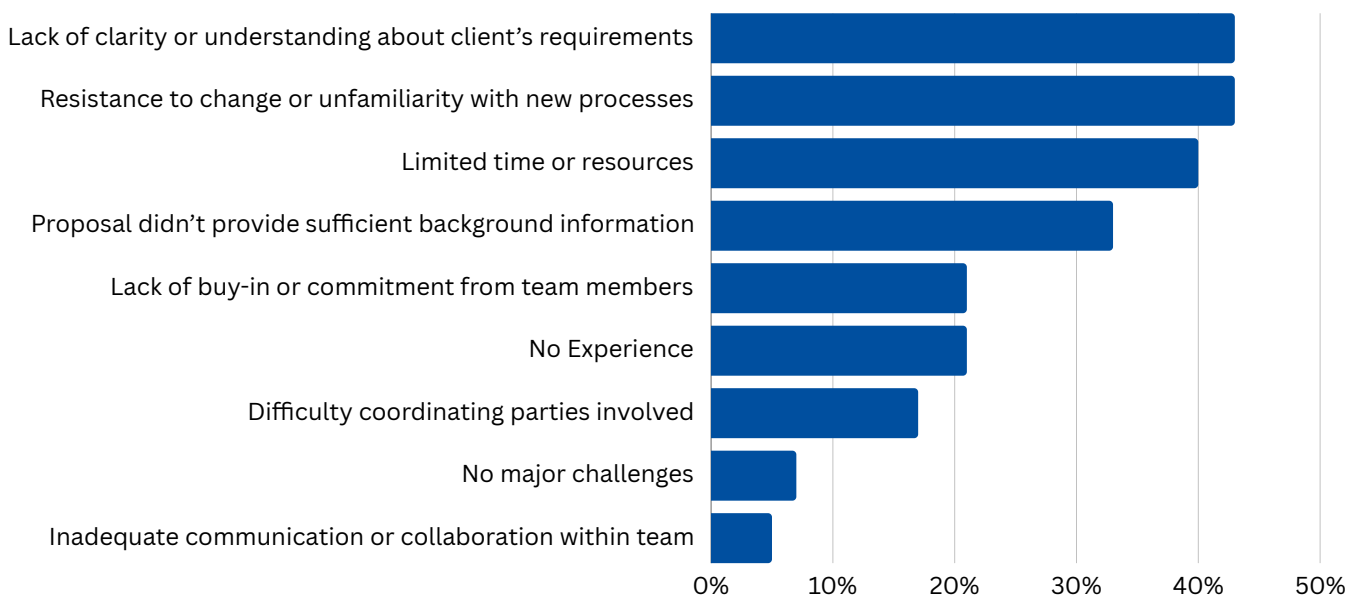 Lack of clarity or understanding about client’s requirements
Resistance to change or unfamiliarity with new processes
Limited time or resources
Proposal didn’t provide sufficient background information
Lack of buy-in or commitment from team members
No Experience
Difficulty coordinating parties involved
No major challenges
Inadequate communication or collaboration within team
0% 10% 20% 30% 40% 50%